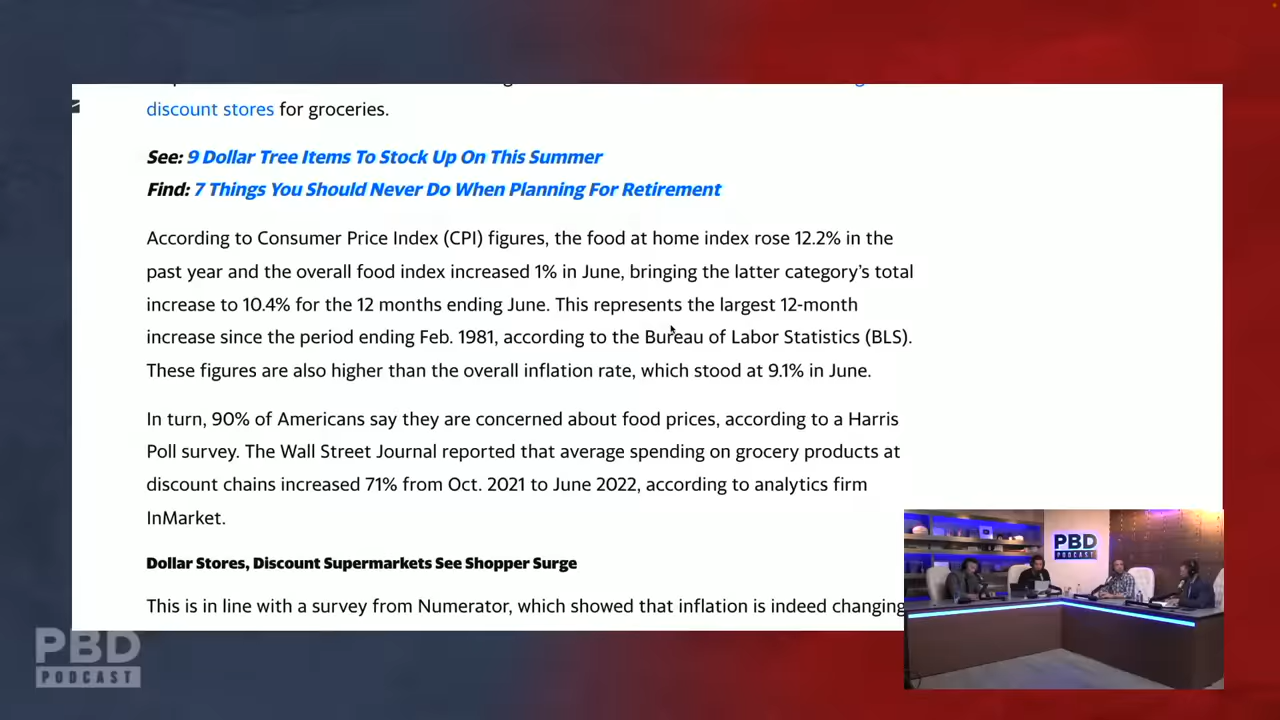 discount stores for groceries.
See: 9 Dollar Tree Items To Stock Up On This Summer
Find: 7 Things You Should Never Do When Planning For Retirement
According to Consumer Price Index (CPI) figures, the food at home index rose 12.2% in the
past year and the overall food index increased 1% in June, bringing the latter category's total
increase to 10.4% for the 12 months ending June. This represents the largest 12-month
increase since the period ending Feb. 1981, according to the Bureau of Labor Statistics (BLS).
These figures are also higher than the overall inflation rate, which stood at 9.1% in June.
In turn, 90% of Americans say they are concerned about food prices, according to a Harris
Poll survey. The Wall Street Journal reported that average spending on grocery products at
discount chains increased 71% from Oct. 2021 to June 2022, according to analytics firm
InMarket.
Dollar Stores, Discount Supermarkets See Shopper Surge
This is in line with a survey from Numerator, which showed that inflation is indeed changing
PBD
PODCAST
PBD
PODCAST